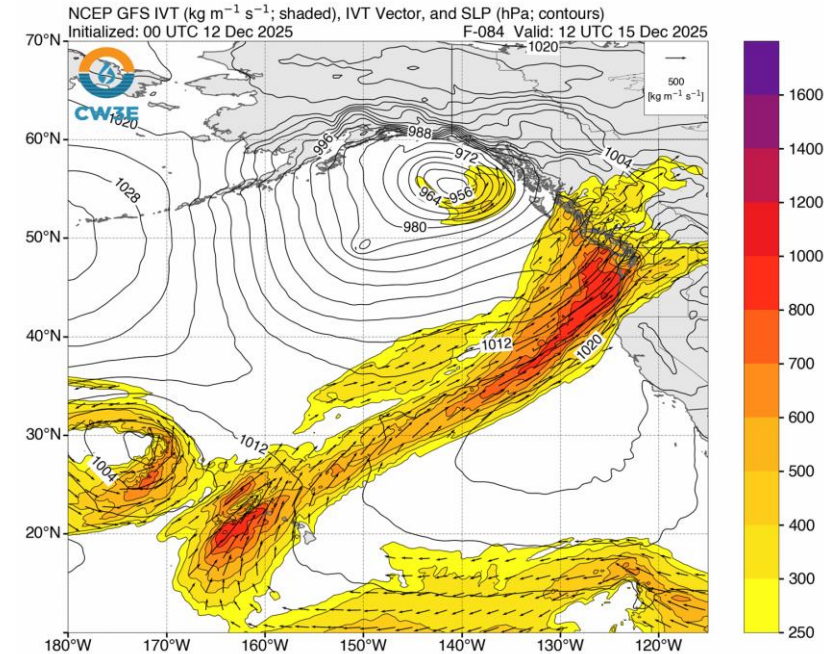 NCEP GFS IVT (kg m⁻¹ s⁻¹; shaded), IVT Vector, and SLP (hPa; contours)
Initialized: 00 UTC 12 Dec 2025 F-084 Valid: 12 UTC 15 Dec 2025
70°N
1020
500
[kg m⁻¹ s⁻¹]
CW3E
1020
60°N
988
996
972
1004
1028
964
956
980
50°N
40°N
1012
1020
30°N
1012
1004
20°N
180°W 170°W 160°W 150°W 140°W 130°W 120°W
1600
1400
1200
1000
800
700
600
500
400
300
250